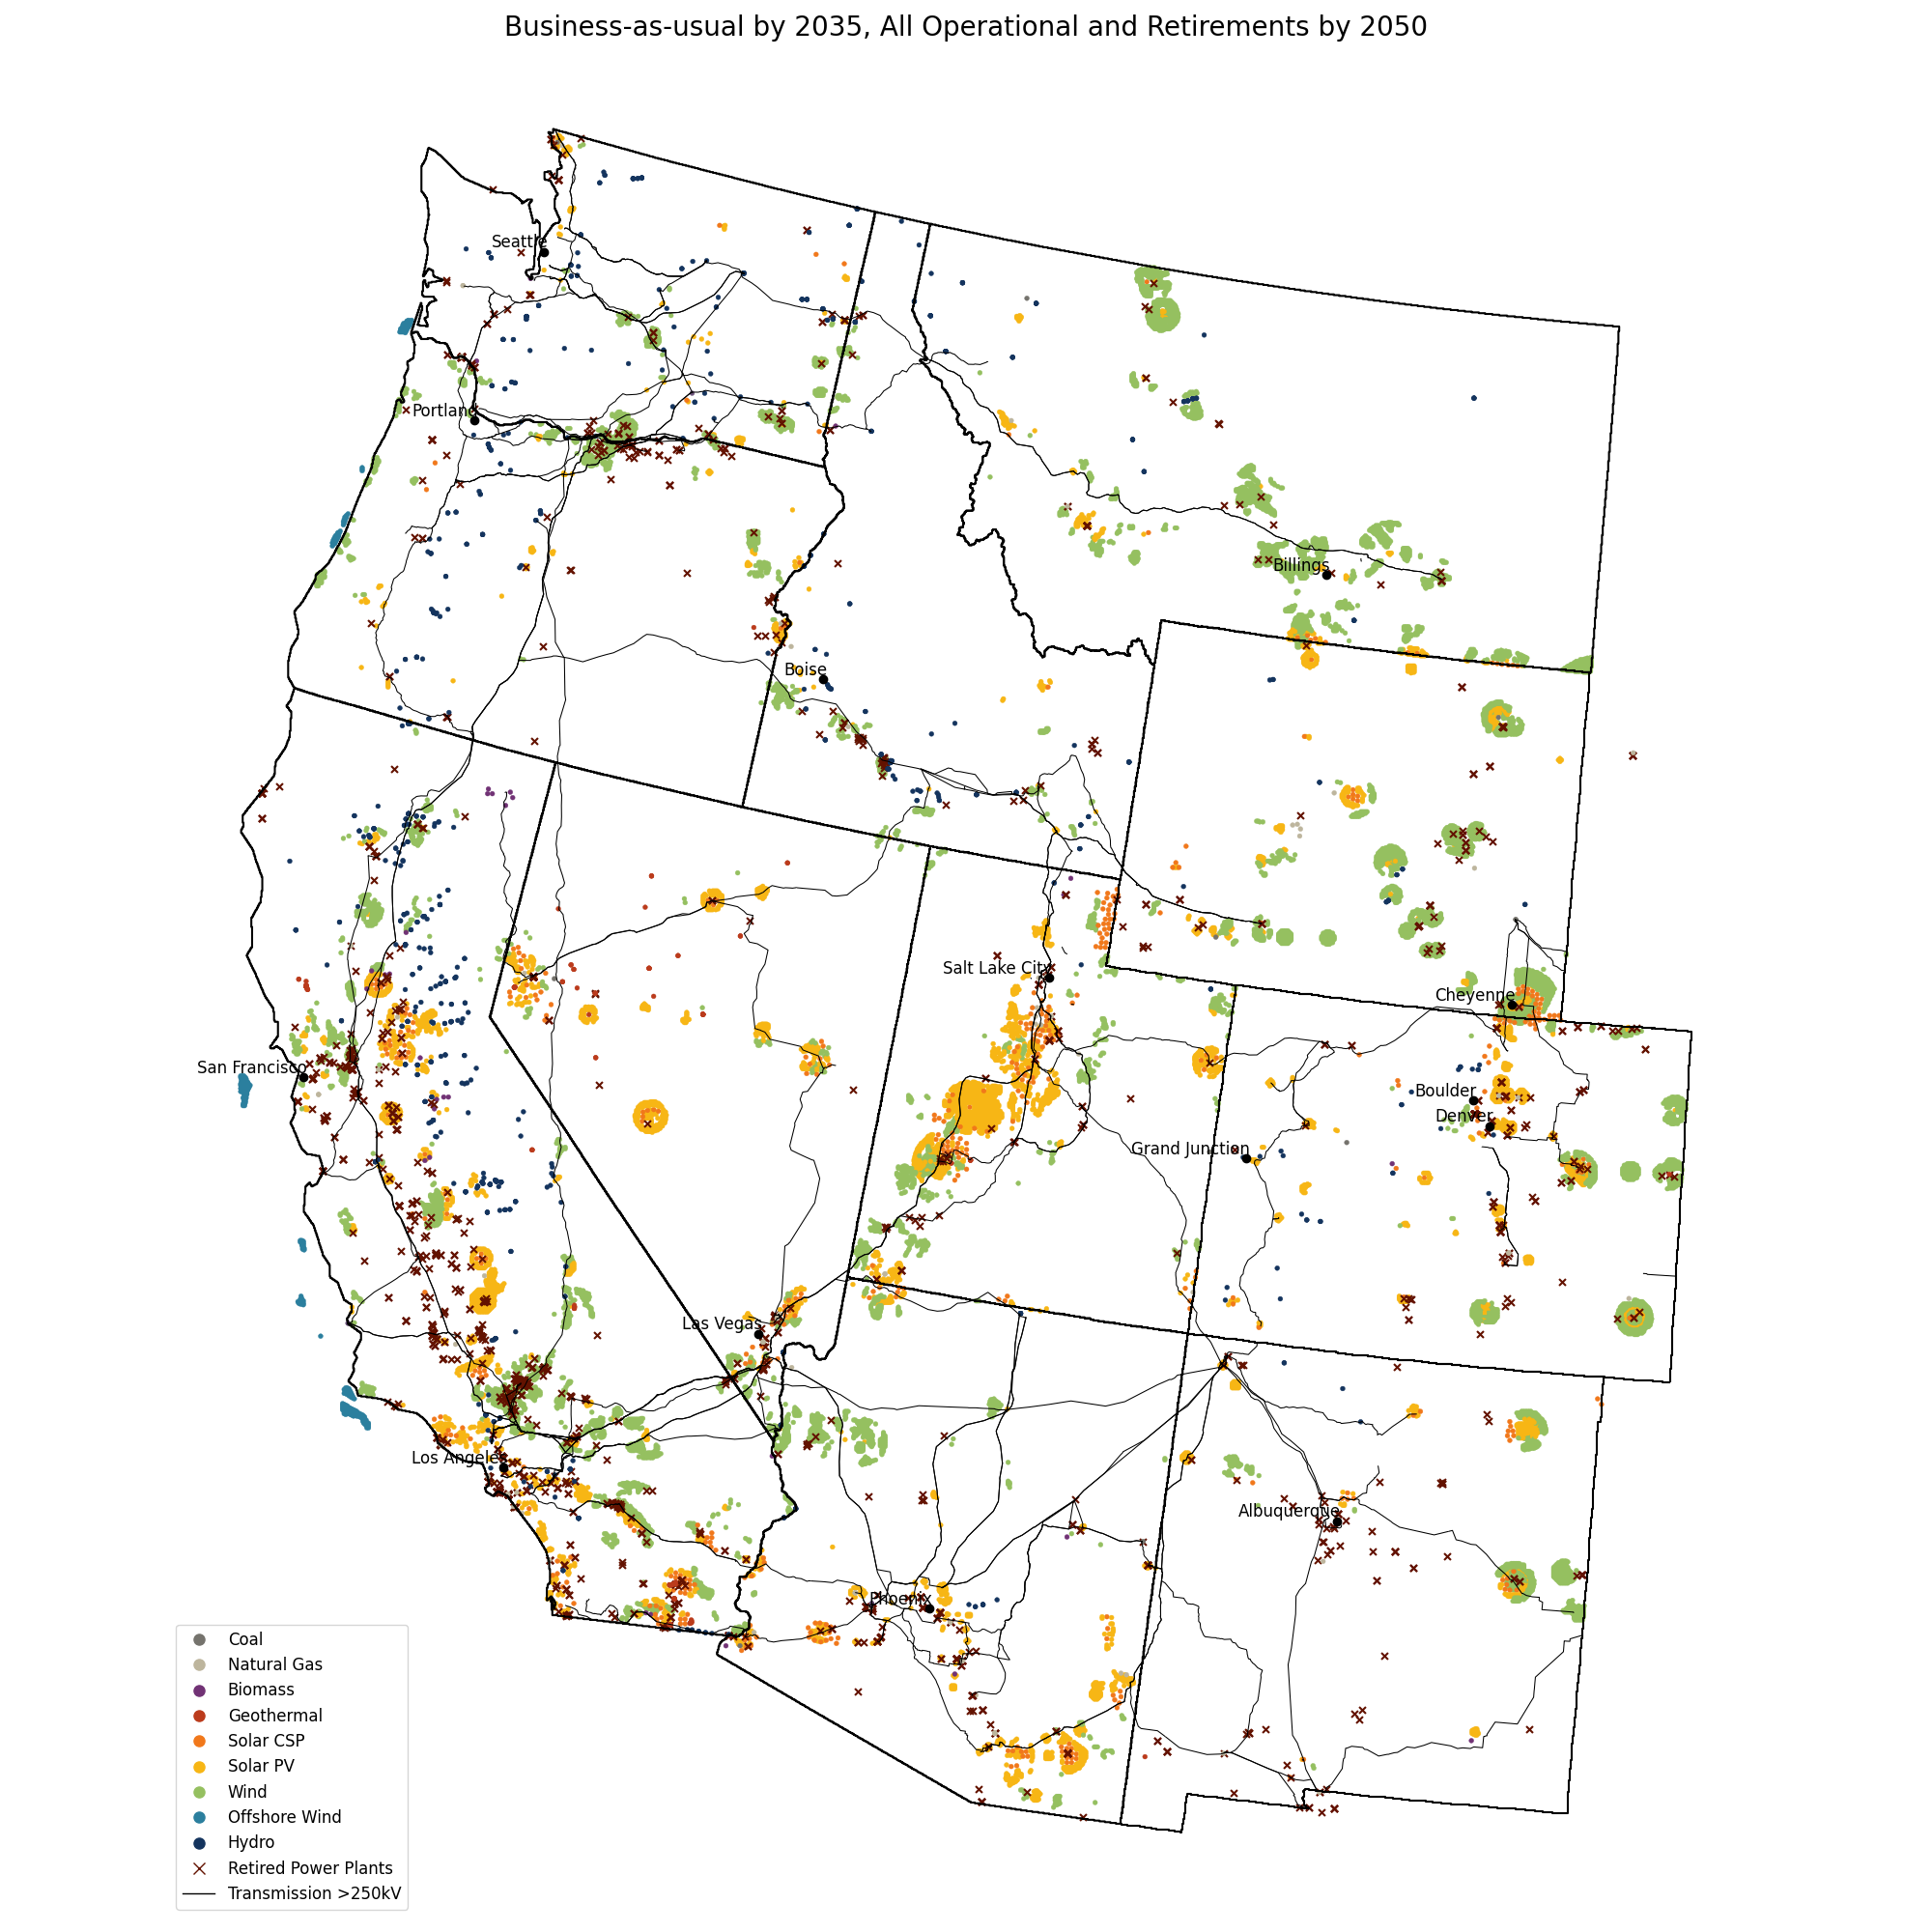 Business-as-usual by 2035, All Operational and Retirements by 2050
Seattle
Portland
Billings
Boise
Salt Lake City
Cheyenne
San Francisco
Boulder
Denver
Grand Junction
Las Vegas
Los Angeles
Albuquerque
Phoenix
Coal
Natural Gas
Biomass
Geothermal
Solar CSP
Solar PV
Wind
Offshore Wind
Hydro
Retired Power Plants
Transmission >250kV